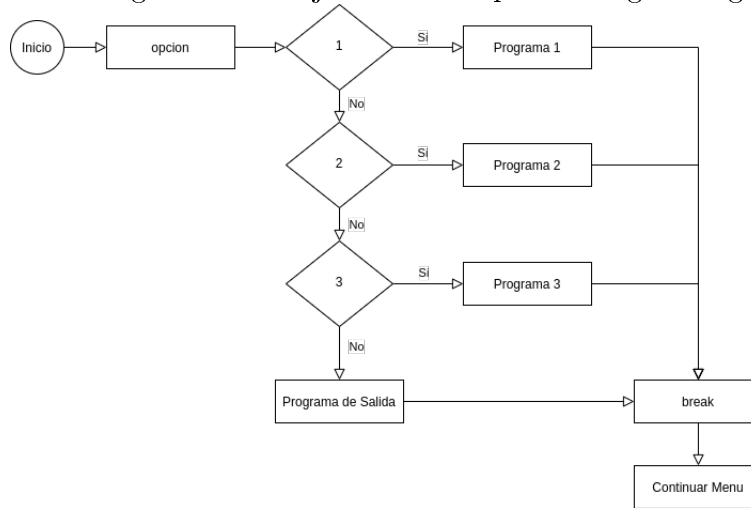 Inicio
opcion
1
Si
Programa 1
No
2
Si
Programa 2
No
3
Si
Programa 3
No
Programa de Salida
break
Continuar Menu